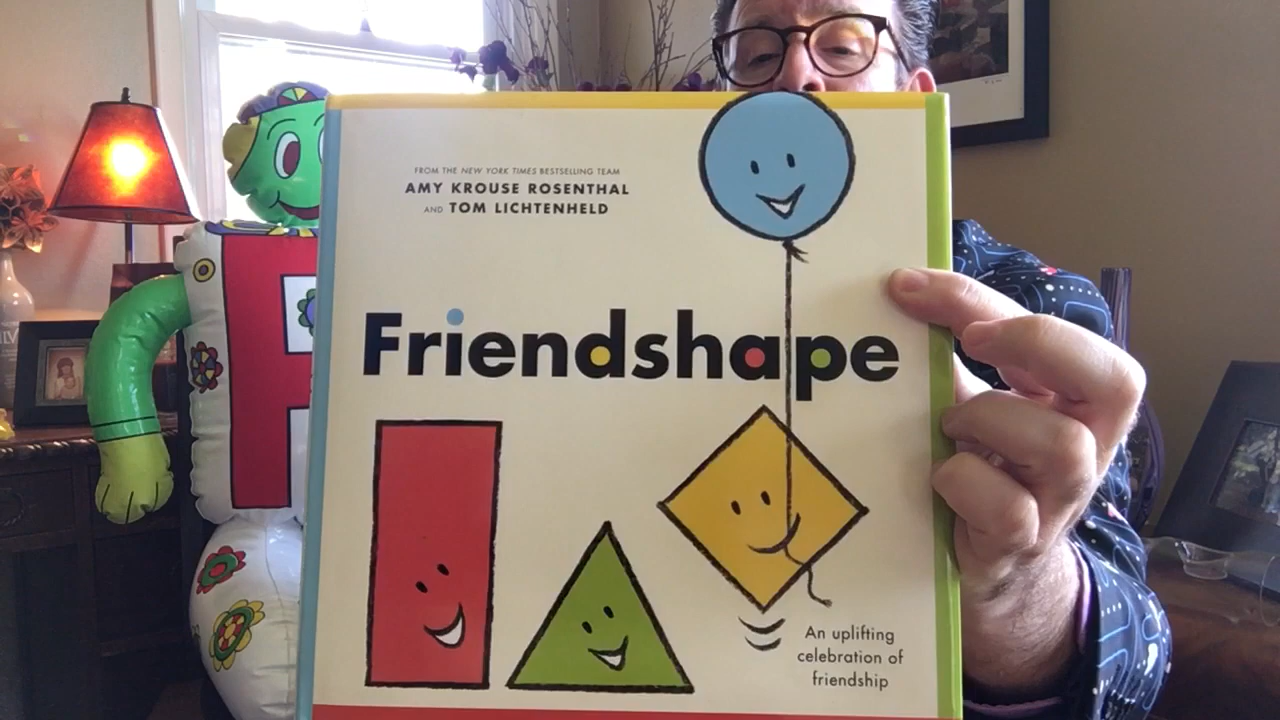 FROM THE NEW YORK TIMES BESTSELLING TEAM
AMY KROUSE ROSENTHAL
AND TOM LICHTENHELD
Friendshape
An uplifting
celebration of
friendship